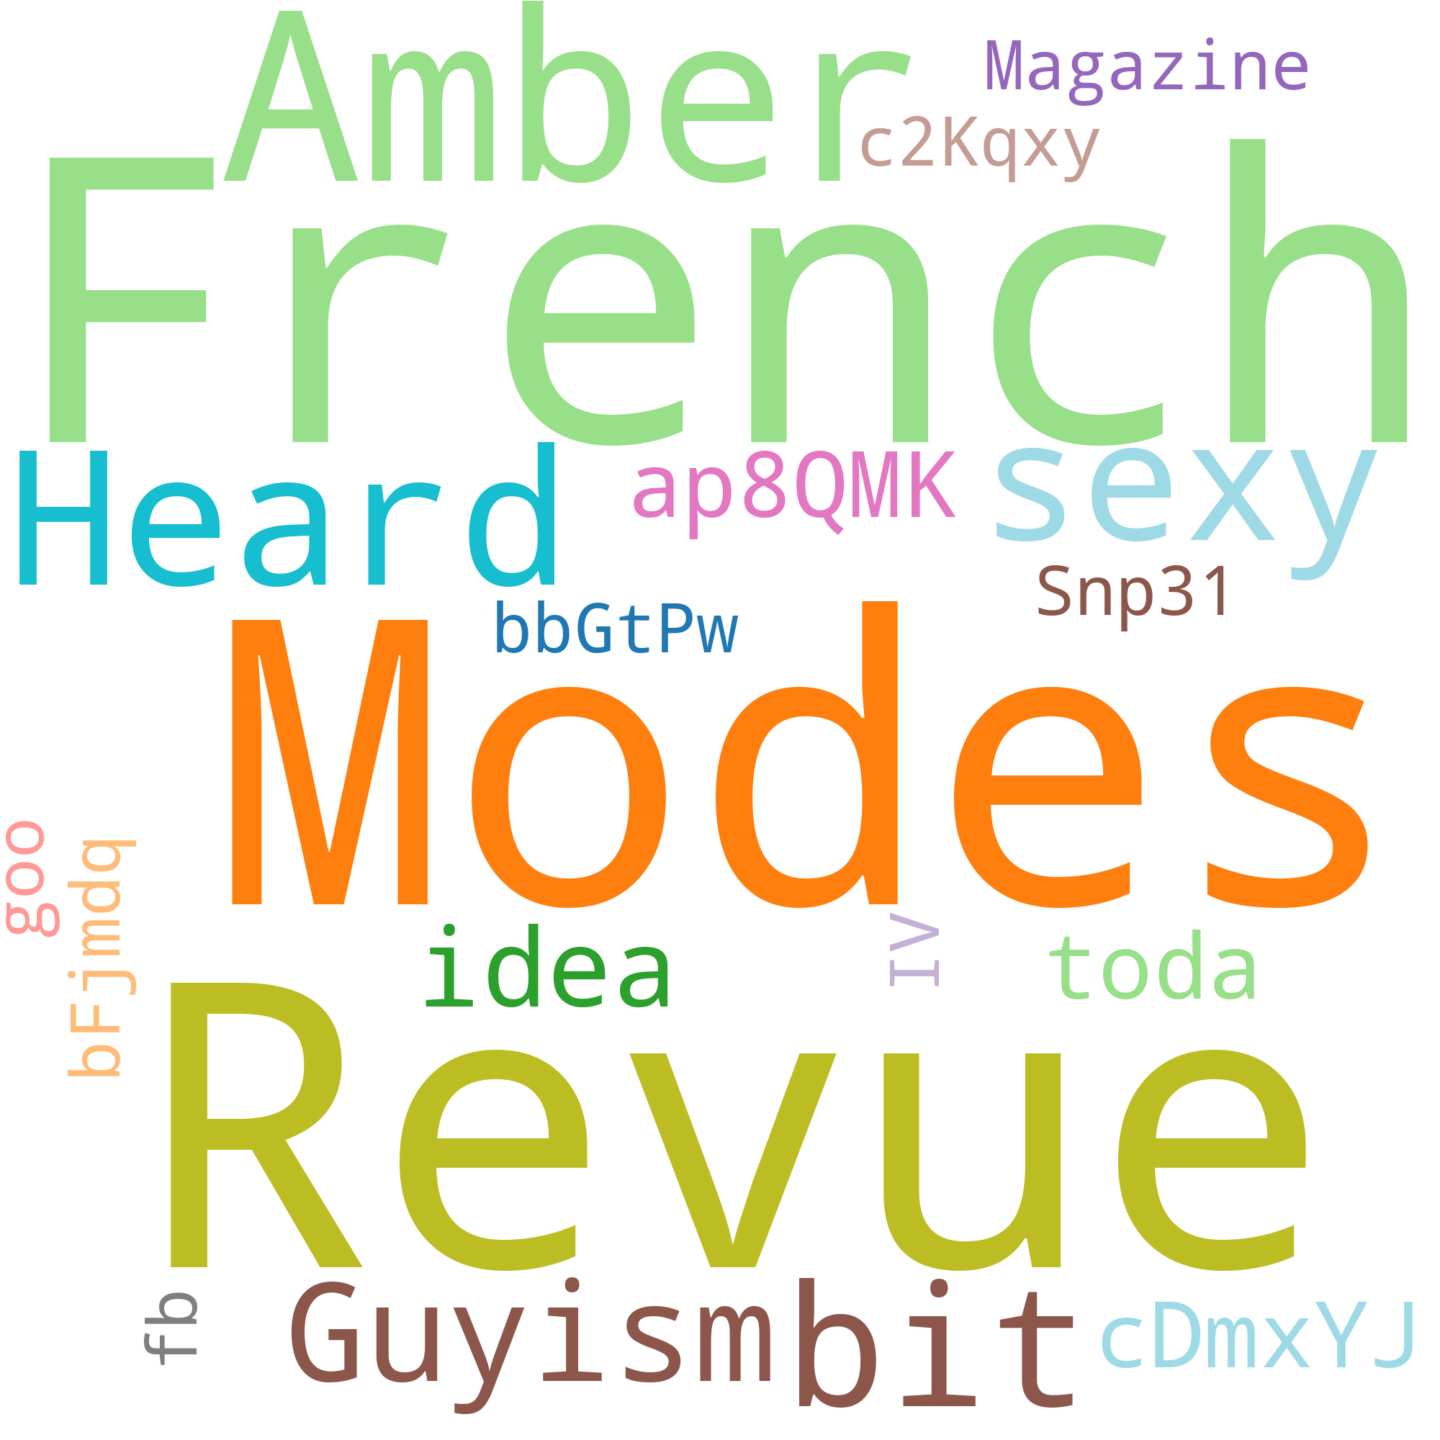 Amber
Magazine
c2Kqxy
French
Heard
ap8QMK
sexy
Snp31
bbGtPw
Modes
goo
bFjmdq
idea
IV
toda
Revue
fb
Guyism
bit
cDmxYJ